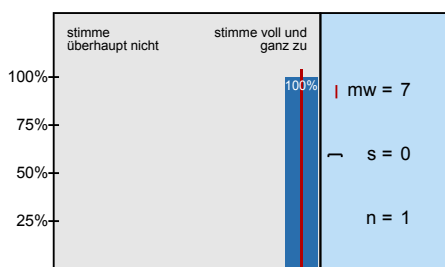 stimme
überhaupt nicht
stimme voll und
ganz zu
100%
75%
50%
25%
100%
mw = 7
s = 0
n = 1